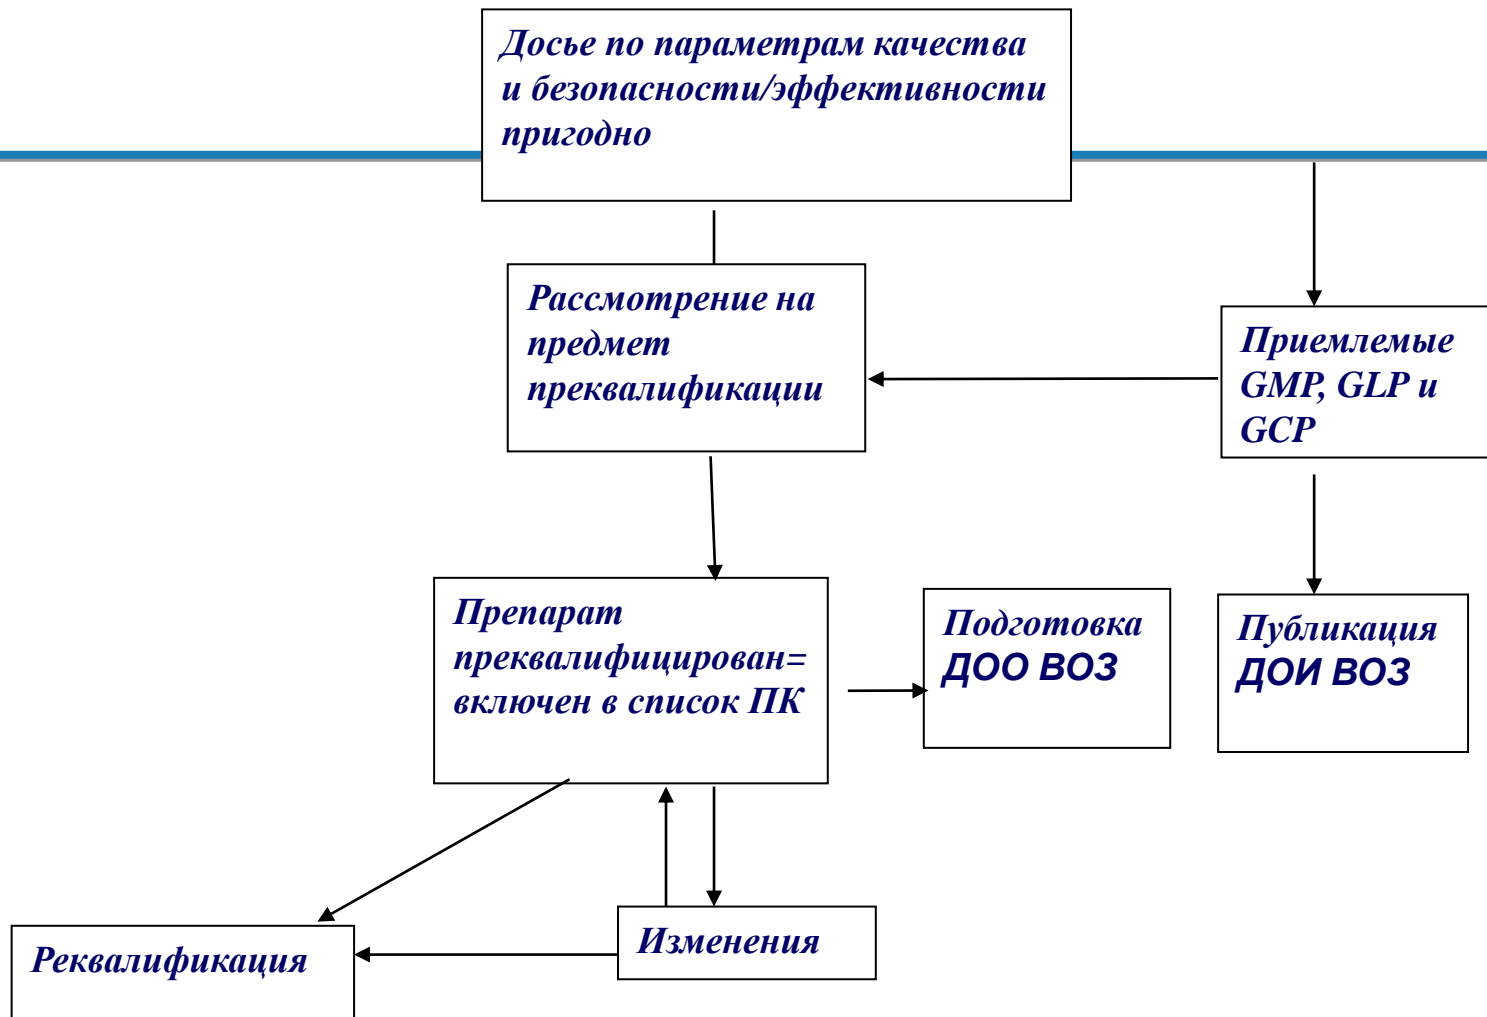 Досье по параметрам качества
и безопасности/эффективности
пригодно
Рассмотрение на
предмет
преквалификации
Приемлемые
GMP, GLP и
GCP
Препарат
преквалифицирован=
включен в список ПК
Подготовка
ДОО ВОЗ
Публикация
ДОИ ВОЗ
Изменения
Реквалификация